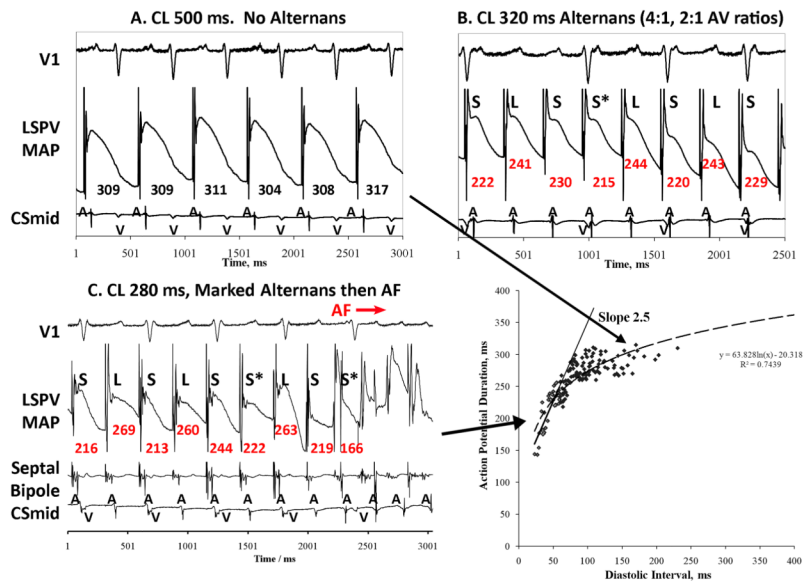 A. CL 500 ms.  No Alternans
V1
LSPV
MAP
309 309 311 304 308 317
CSmid
A A A A A A
V V V V V V
1 501 1001 1501 2001 2501 3001
Time, ms
B. CL 320 ms Alternans (4:1, 2:1 AV ratios)
S L S S* L S L S
241 244 243
222 230 215 220 229
A A A A A A A
V V V V
1 501 1001 1501 2001 2501
Time, ms
C. CL 280 ms, Marked Alternans then AF
AF
V1
LSPV
MAP
S L S L S S* L S S*
269 260 263
216 213 244 222 219 166
Septal
Bipole
CSmid
A A A A A A A A A A A A
V V V V V
1 501 1001 1501 2001 2501 3001
Time / ms
Slope 2.5
y = 63.828ln(x) - 20.318
R² = 0.7439
Action Potential Duration, ms
400
350
300
250
200
150
100
50
0
0 50 100 150 200 250 300 350 400
Diastolic Interval, ms